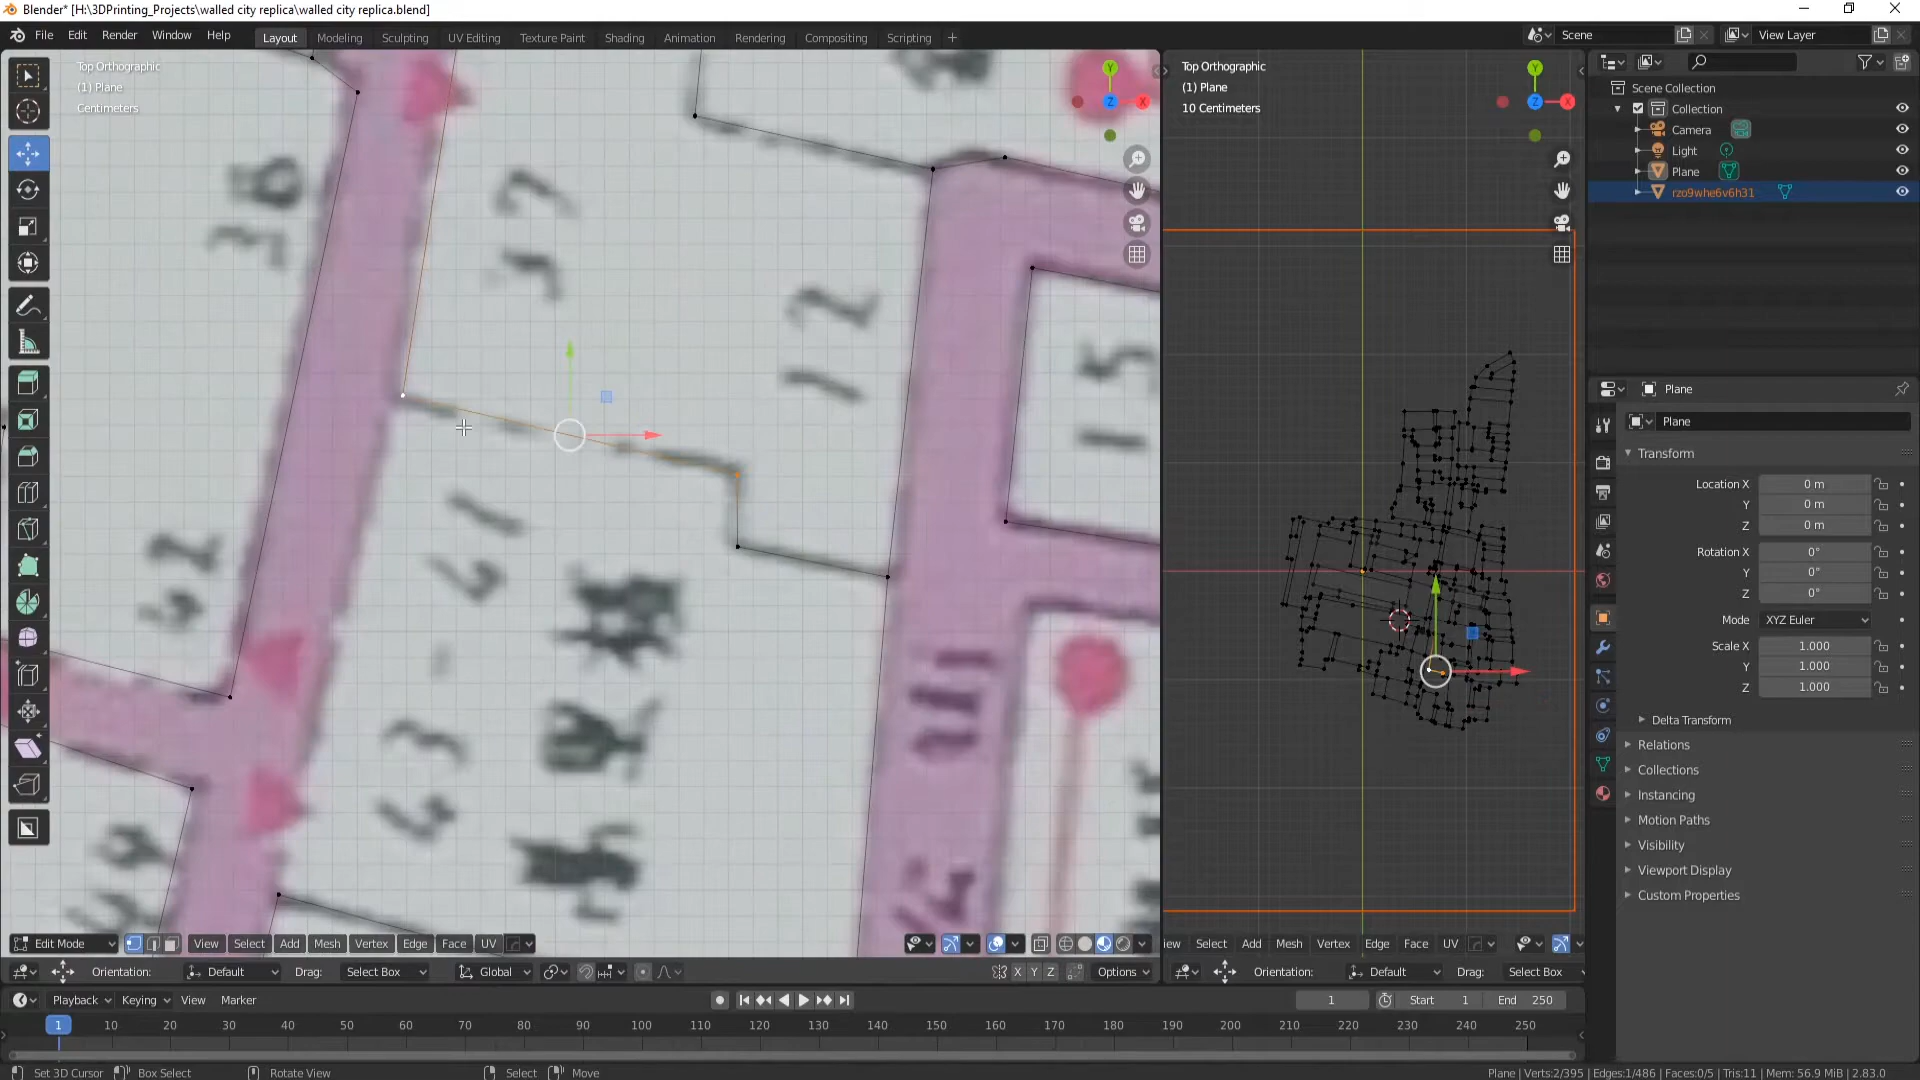 Blender* [H:\3DPrinting_Projects\walled city replica\walled city replica.blend]
File Edit Render Window Help
Layout Modeling Sculpting UV Editing Texture Paint Shading Animation Rendering Compositing Scripting +
Scene
View Layer
Top Orthographic
(1) Plane
Centimeters
Top Orthographic
(1) Plane
10 Centimeters
Y
Z
X
Y
Z
X
Scene Collection
Collection
Camera
Light
Plane
rzo9whe6v6h31
38
37
12
15
Plane
Plane
Transform
Location X 0 m
Y 0 m
Z 0 m
Rotation X 0°
Y 0°
Z 0°
Mode XYZ Euler
Scale X 1.000
Y 1.000
Z 1.000
Delta Transform
Relations
Collections
Instancing
Motion Paths
Visibility
Viewport Display
Custom Properties
Edit Mode View Select Add Mesh Vertex Edge Face UV
iew Select Add Mesh Vertex Edge Face UV
Orientation: Default Drag: Select Box Global X Y Z Options
Orientation: Default Drag: Select Box
Playback Keying View Marker
1 Start 1 End 250
1 10 20 30 40 50 60 70 80 90 100 110 120 130 140 150 160 170 180 190 200 210 220 230 240 250
Set 3D Cursor Box Select Rotate View Select Move
Plane | Verts:2/395 | Edges:1/486 | Faces:0/5 | Tris:11 | Mem: 56.9 MiB | 2.83.0